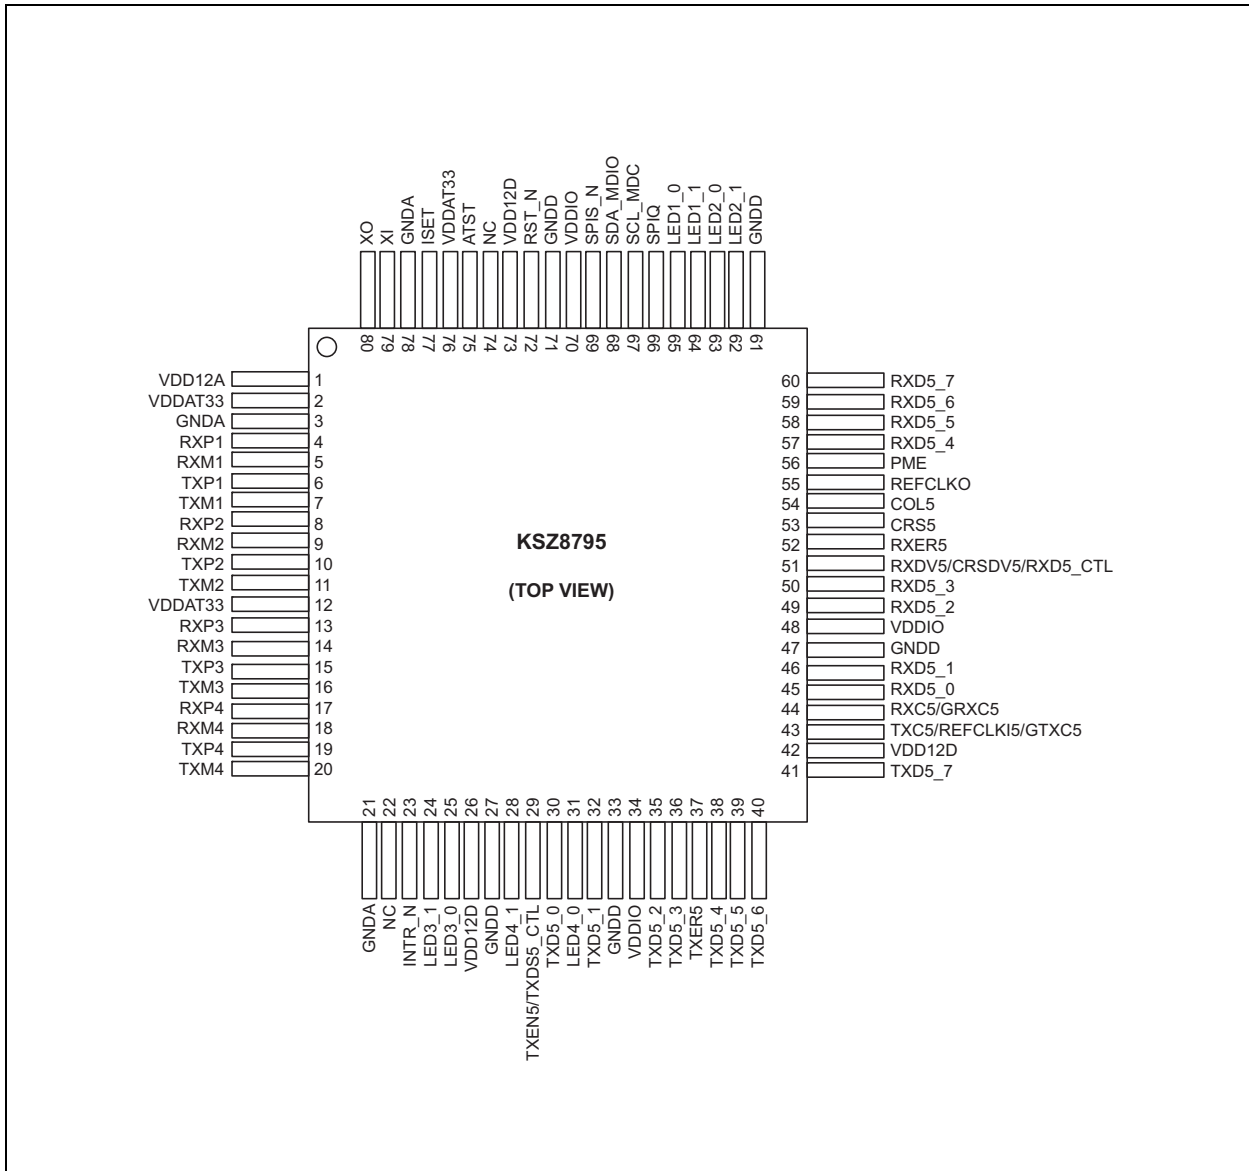 XO
XI
GNDA
ISET
VDDAT33
ATST
NC
VDD12D
RST_N
GNDD
VDDIO
SPIS_N
SDA_MDIO
SCL_MDC
SPIQ
LED1_0
LED1_1
LED2_0
LED2_1
GNDD
80
79
78
77
76
75
74
73
72
71
70
69
68
67
66
65
64
63
62
61
VDD12A 1
VDDAT33 2
GNDA 3
RXP1 4
RXM1 5
TXP1 6
TXM1 7
RXP2 8
RXM2 9
TXP2 10
TXM2 11
VDDAT33 12
RXP3 13
RXM3 14
TXP3 15
TXM3 16
RXP4 17
RXM4 18
TXP4 19
TXM4 20
KSZ8795
(TOP VIEW)
60 RXD5_7
59 RXD5_6
58 RXD5_5
57 RXD5_4
56 PME
55 REFCLKO
54 COL5
53 CRS5
52 RXER5
51 RXDV5/CRSDV5/RXD5_CTL
50 RXD5_3
49 RXD5_2
48 VDDIO
47 GNDD
46 RXD5_1
45 RXD5_0
44 RXC5/GRXC5
43 TXC5/REFCLKI5/GTXC5
42 VDD12D
41 TXD5_7
21
22
23
24
25
26
27
28
29
30
31
32
33
34
35
36
37
38
39
40
GNDA
NC
INTR_N
LED3_1
LED3_0
VDD12D
GNDD
LED4_1
TXEN5/TXDS5_CTL
TXD5_0
LED4_0
TXD5_1
GNDD
VDDIO
TXD5_2
TXD5_3
TXER5
TXD5_4
TXD5_5
TXD5_6